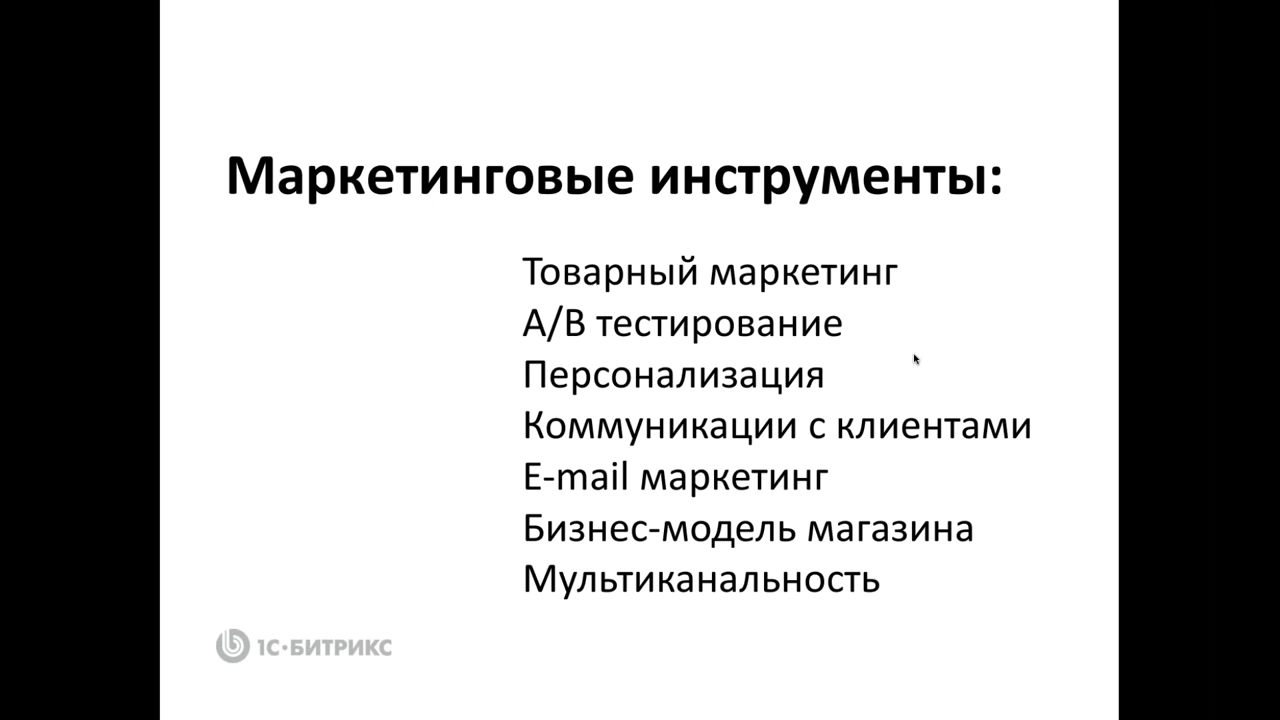 Маркетинговые инструменты:
Товарный маркетинг
A/B тестирование
Персонализация
Коммуникации с клиентами
E-mail маркетинг
Бизнес-модель магазина
Мультиканальность
1С·БИТРИКС